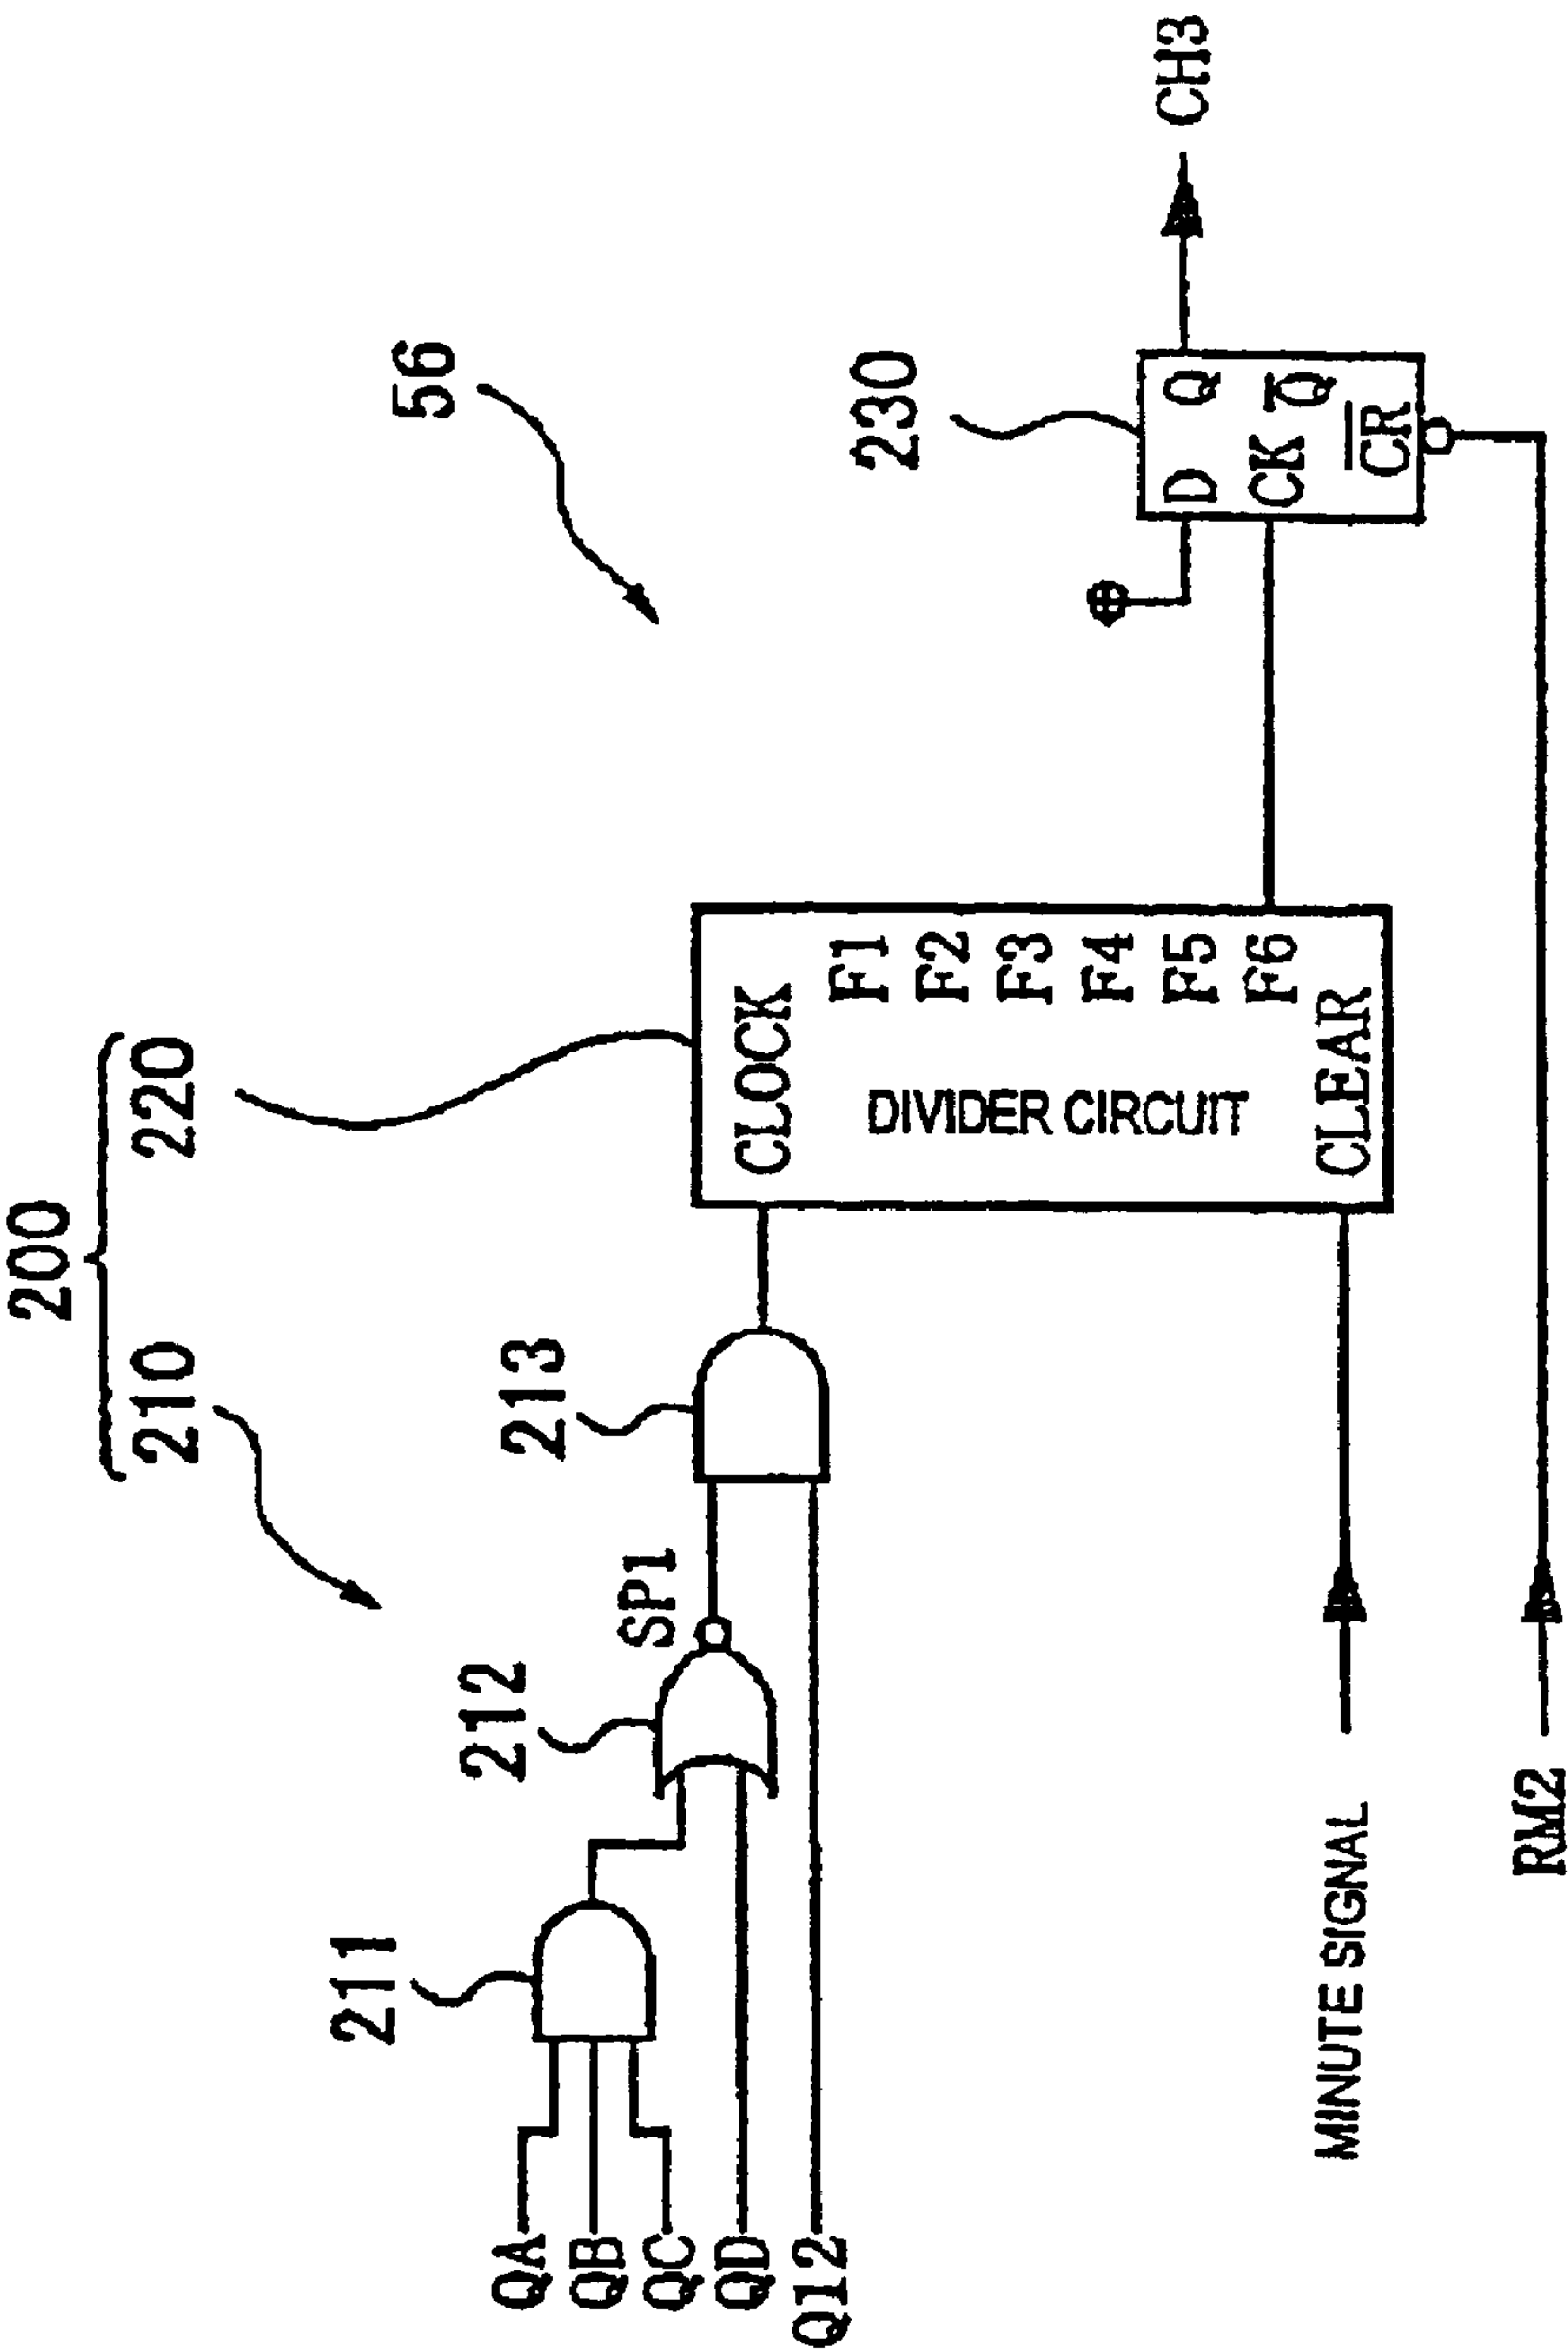 200
210
220
56
211
212
213
230
SP1
QA
QB
QC
QD
Q12
CLOCK
F1
F2
F3
F4
F5
F6
DIVIDER CIRCUIT
CLEAR
D Q
CK Q̅
C̅R̅
CH3
MINUTE SIGNAL
RM2